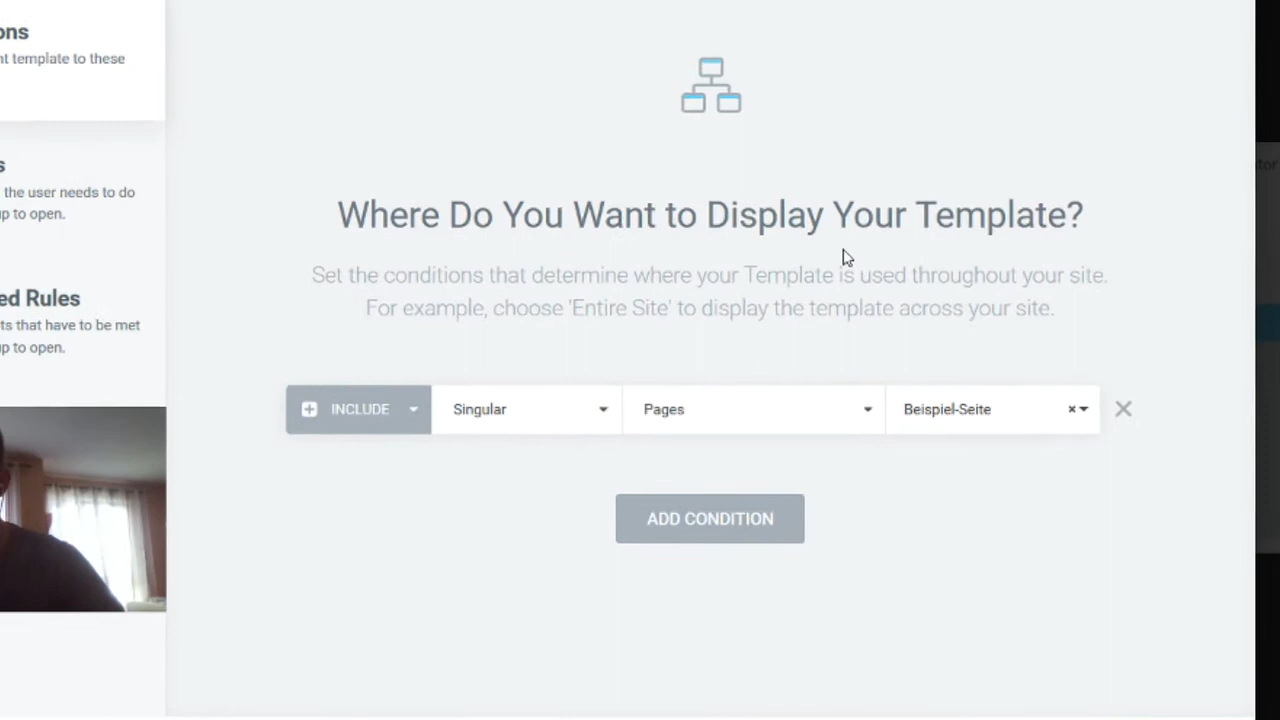 ons
nt template to these
s
the user needs to do
up to open.
ed Rules
ts that have to be met
up to open.
Where Do You Want to Display Your Template?
Set the conditions that determine where your Template is used throughout your site.
For example, choose 'Entire Site' to display the template across your site.
INCLUDE Singular Pages Beispiel-Seite
ADD CONDITION
tor